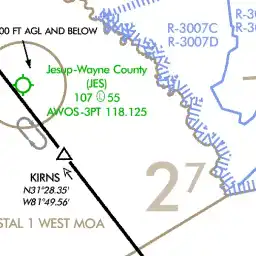 00 FT AGL AND BELOW
R-3007C
R-3007D
Jesup-Wayne County
(JES)
107 Ⓛ 55
AWOS-3PT 118.125
KIRNS
N31°28.35'
W81°49.56'
27
STAL 1 WEST MOA